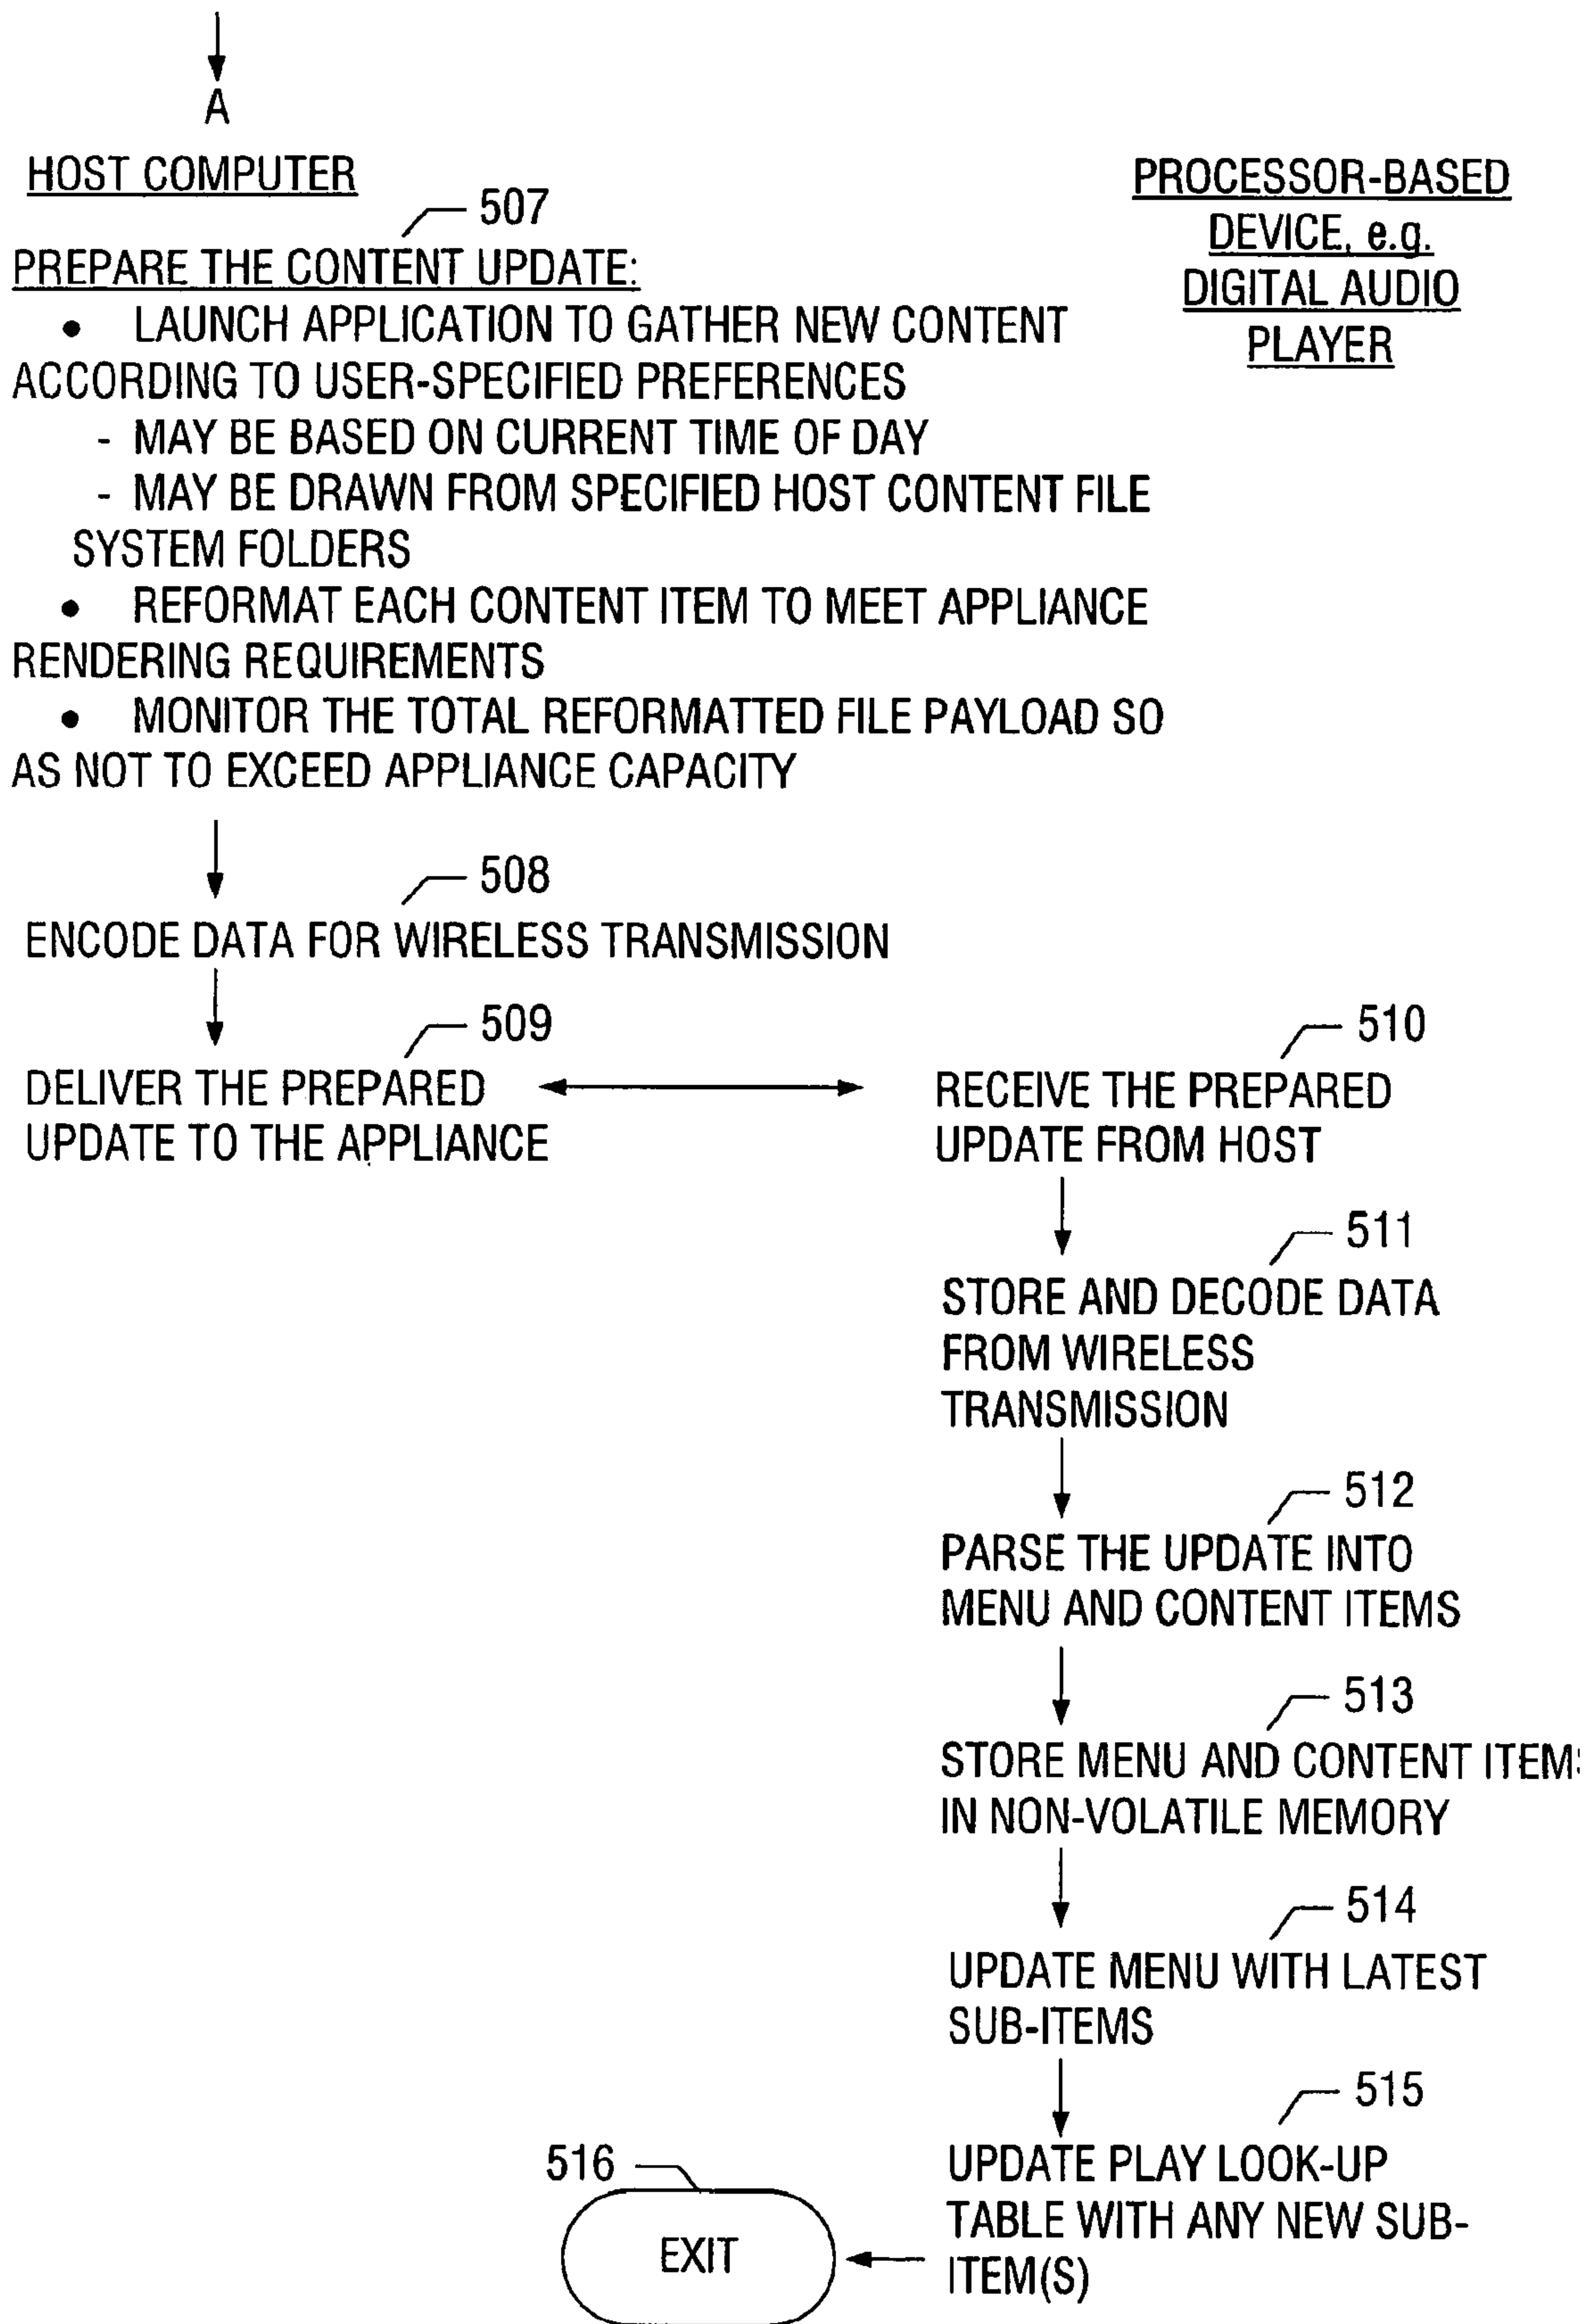 A
HOST COMPUTER
PROCESSOR-BASED
DEVICE, e.g.
DIGITAL AUDIO
PLAYER
507
PREPARE THE CONTENT UPDATE:
• LAUNCH APPLICATION TO GATHER NEW CONTENT
ACCORDING TO USER-SPECIFIED PREFERENCES
- MAY BE BASED ON CURRENT TIME OF DAY
- MAY BE DRAWN FROM SPECIFIED HOST CONTENT FILE
SYSTEM FOLDERS
• REFORMAT EACH CONTENT ITEM TO MEET APPLIANCE
RENDERING REQUIREMENTS
• MONITOR THE TOTAL REFORMATTED FILE PAYLOAD SO
AS NOT TO EXCEED APPLIANCE CAPACITY
508
ENCODE DATA FOR WIRELESS TRANSMISSION
509
DELIVER THE PREPARED
UPDATE TO THE APPLIANCE
510
RECEIVE THE PREPARED
UPDATE FROM HOST
511
STORE AND DECODE DATA
FROM WIRELESS
TRANSMISSION
512
PARSE THE UPDATE INTO
MENU AND CONTENT ITEMS
513
STORE MENU AND CONTENT ITEMS
IN NON-VOLATILE MEMORY
514
UPDATE MENU WITH LATEST
SUB-ITEMS
515
UPDATE PLAY LOOK-UP
TABLE WITH ANY NEW SUB-
ITEM(S)
516
EXIT